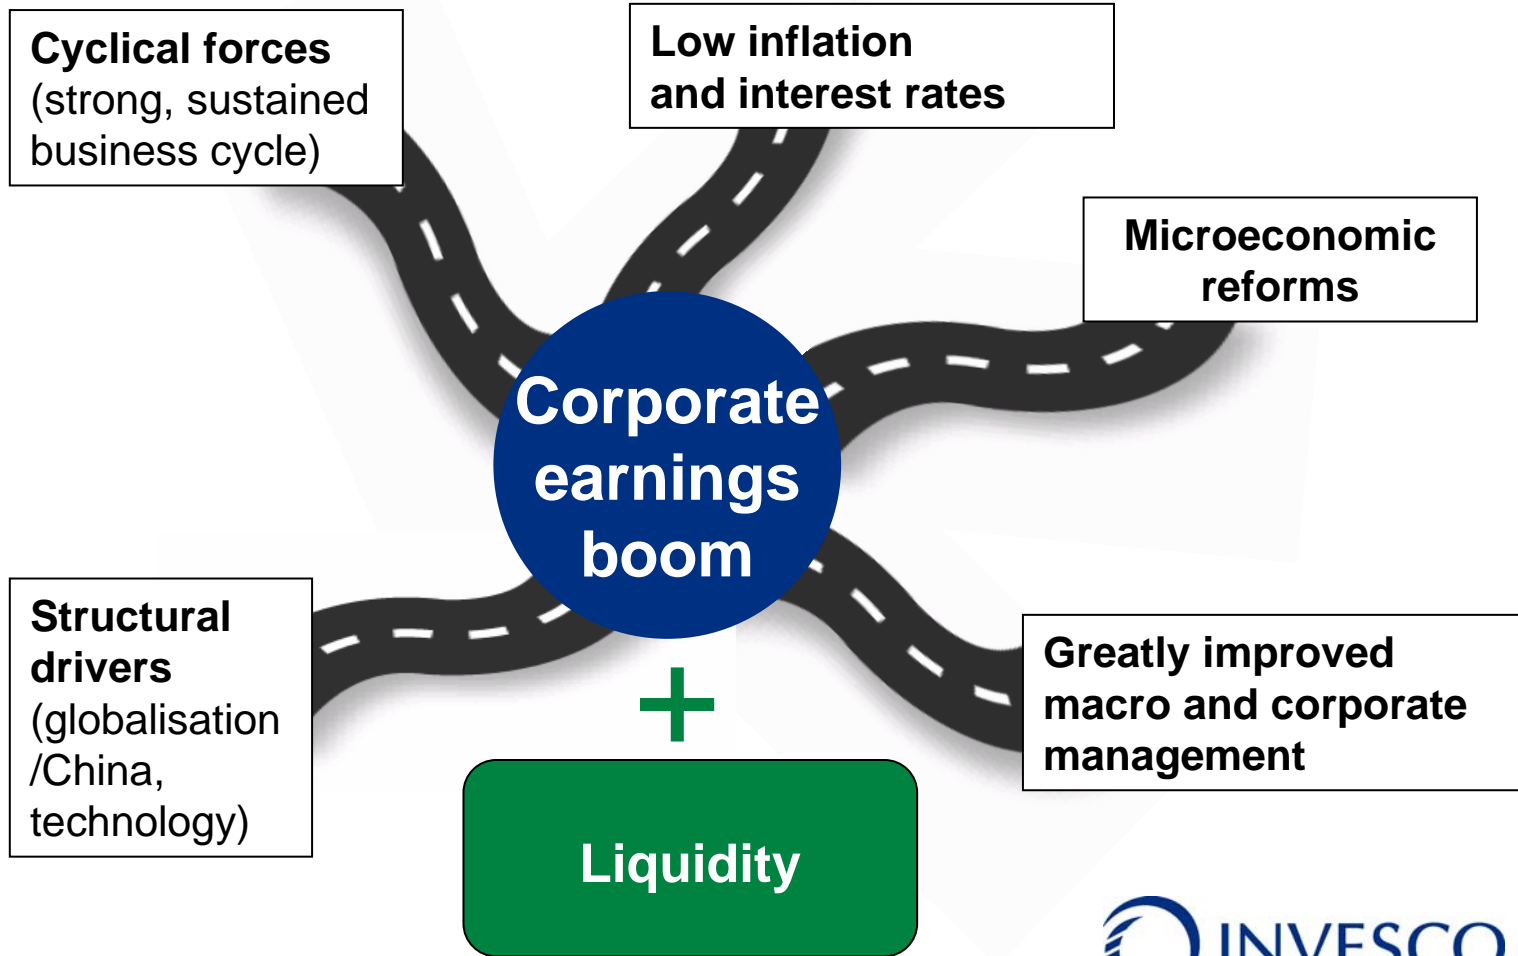 Cyclical forces
(strong, sustained
business cycle)
Low inflation
and interest rates
Microeconomic
reforms
Corporate
earnings
boom
Structural
drivers
(globalisation
/China,
technology)
Greatly improved
macro and corporate
management
+
Liquidity
INVESCO